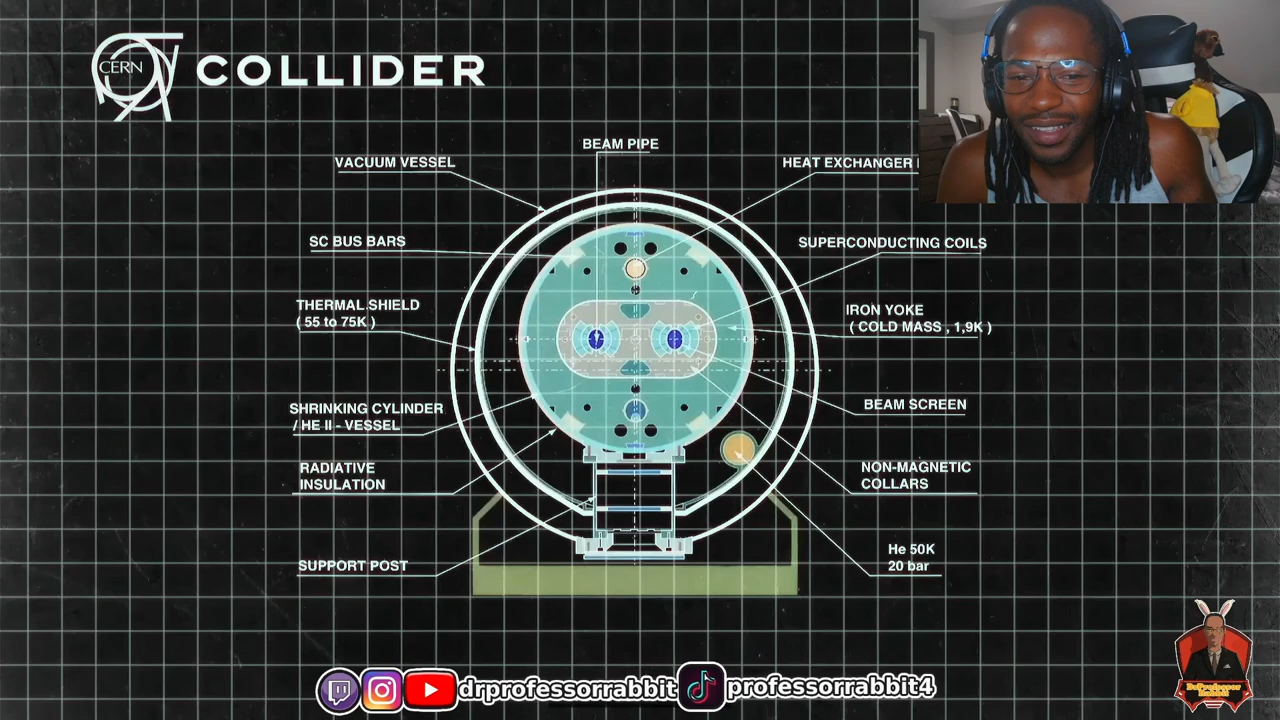 CERN
COLLIDER
BEAM PIPE
VACUUM VESSEL
HEAT EXCHANGER
SC BUS BARS
SUPERCONDUCTING COILS
THERMAL SHIELD
( 55 to 75K )
IRON YOKE
( COLD MASS , 1,9K )
SHRINKING CYLINDER
/ HE II - VESSEL
BEAM SCREEN
RADIATIVE
INSULATION
NON-MAGNETIC
COLLARS
SUPPORT POST
He 50K
20 bar
drprofessorrabbit
professorrabbit4
DrProfessor
Rabbit